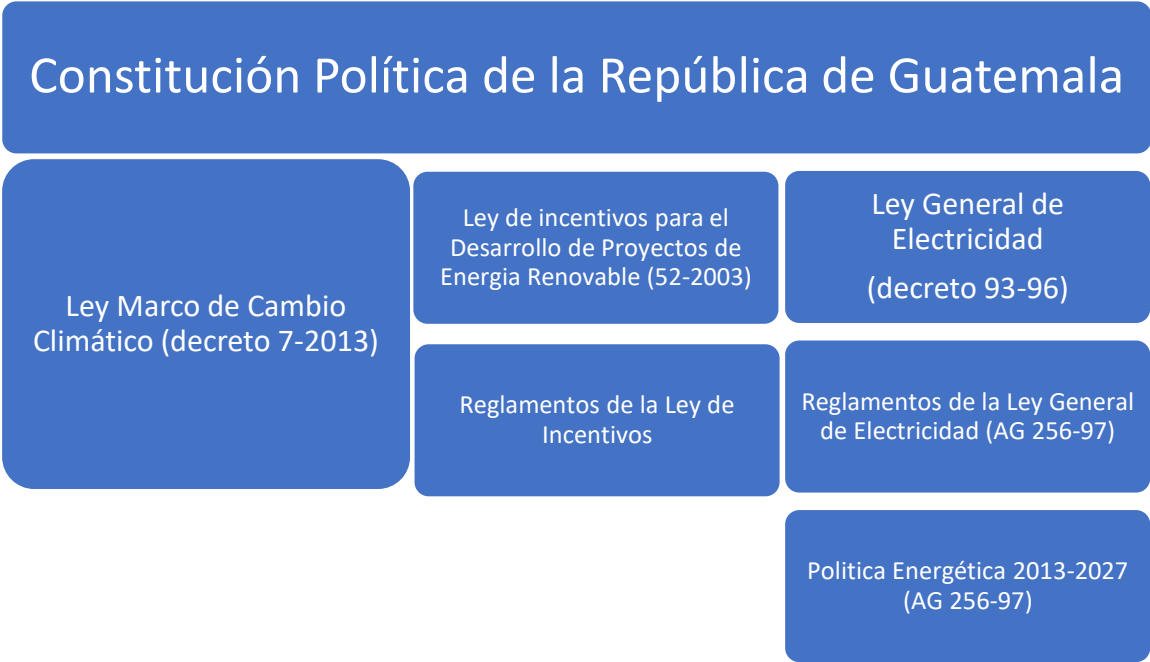 Constitución Política de la República de Guatemala
Ley Marco de Cambio
Climático (decreto 7-2013)
Ley de incentivos para el
Desarrollo de Proyectos de
Energia Renovable (52-2003)
Reglamentos de la Ley de
Incentivos
Ley General de
Electricidad
(decreto 93-96)
Reglamentos de la Ley General
de Electricidad (AG 256-97)
Politica Energética 2013-2027
(AG 256-97)